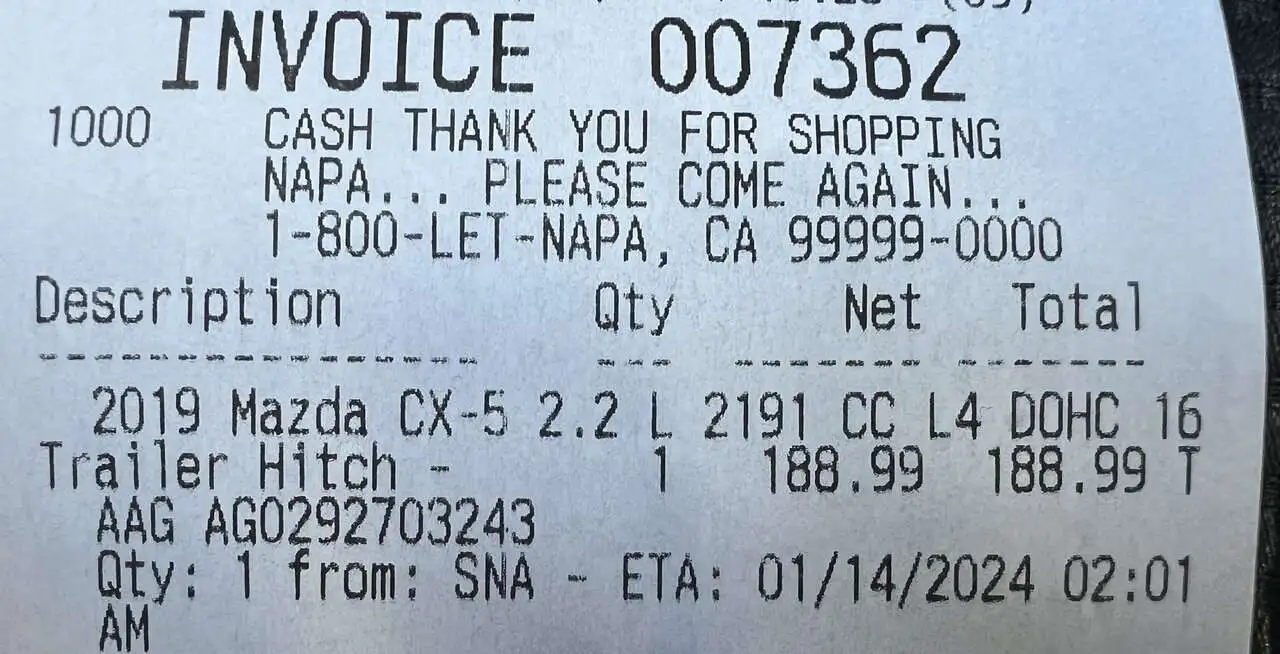 INVOICE 007362
1000 CASH THANK YOU FOR SHOPPING
NAPA... PLEASE COME AGAIN...
1-800-LET-NAPA, CA 99999-0000
Description Qty Net Total
2019 Mazda CX-5 2.2 L 2191 CC L4 DOHC 16
Trailer Hitch - 1 188.99 188.99 T
AAG AGO292703243
Qty: 1 from: SNA - ETA: 01/14/2024 02:01
AM